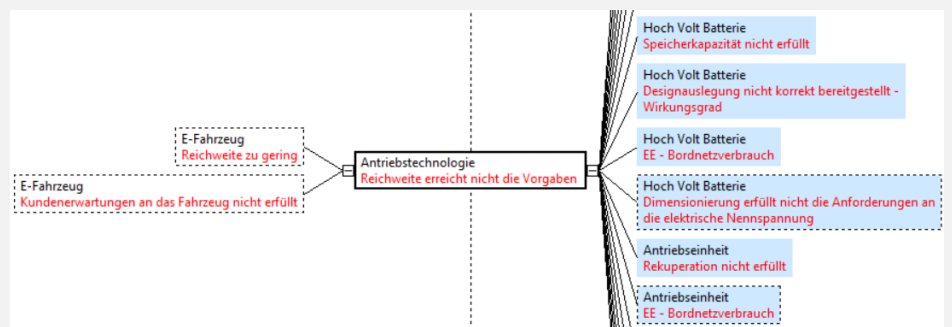 E-Fahrzeug
Reichweite zu gering
E-Fahrzeug
Kundenerwartungen an das Fahrzeug nicht erfüllt
Antriebstechnologie
Reichweite erreicht nicht die Vorgaben
Hoch Volt Batterie
Speicherkapazität nicht erfüllt
Hoch Volt Batterie
Designauslegung nicht korrekt bereitgestellt -
Wirkungsgrad
Hoch Volt Batterie
EE - Bordnetzverbrauch
Hoch Volt Batterie
Dimensionierung erfüllt nicht die Anforderungen an
die elektrische Nennspannung
Antriebseinheit
Rekuperation nicht erfüllt
Antriebseinheit
EE - Bordnetzverbrauch